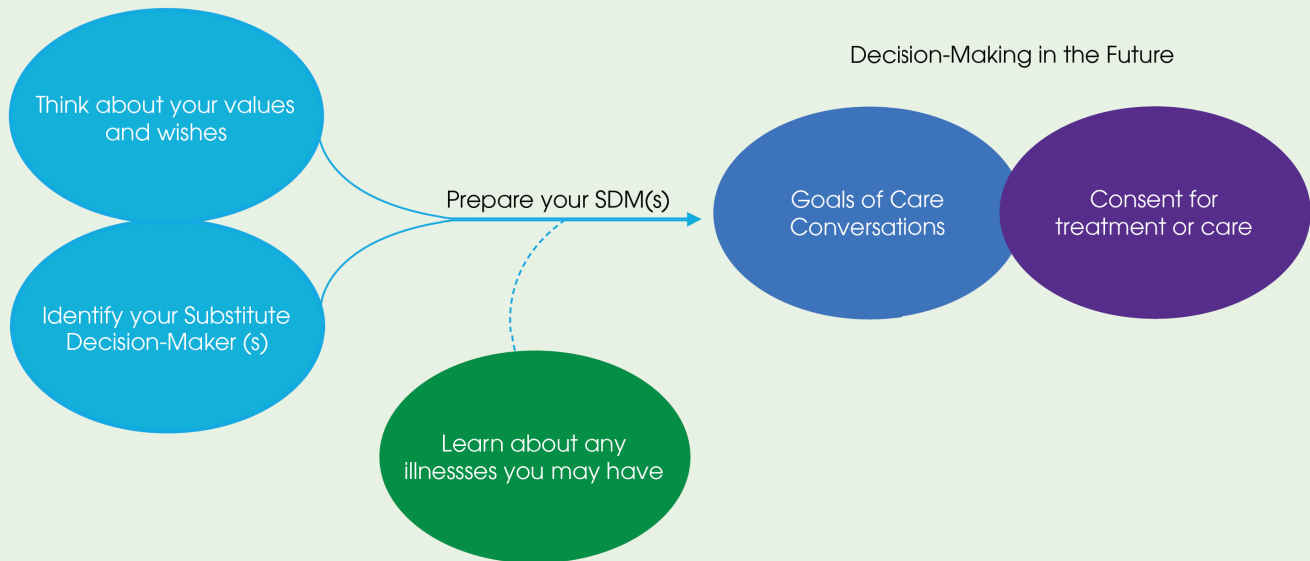 Think about your values
and wishes
Identify your Substitute
Decision-Maker (s)
Prepare your SDM(s)
Learn about any
illnessses you may have
Decision-Making in the Future
Goals of Care
Conversations
Consent for
treatment or care